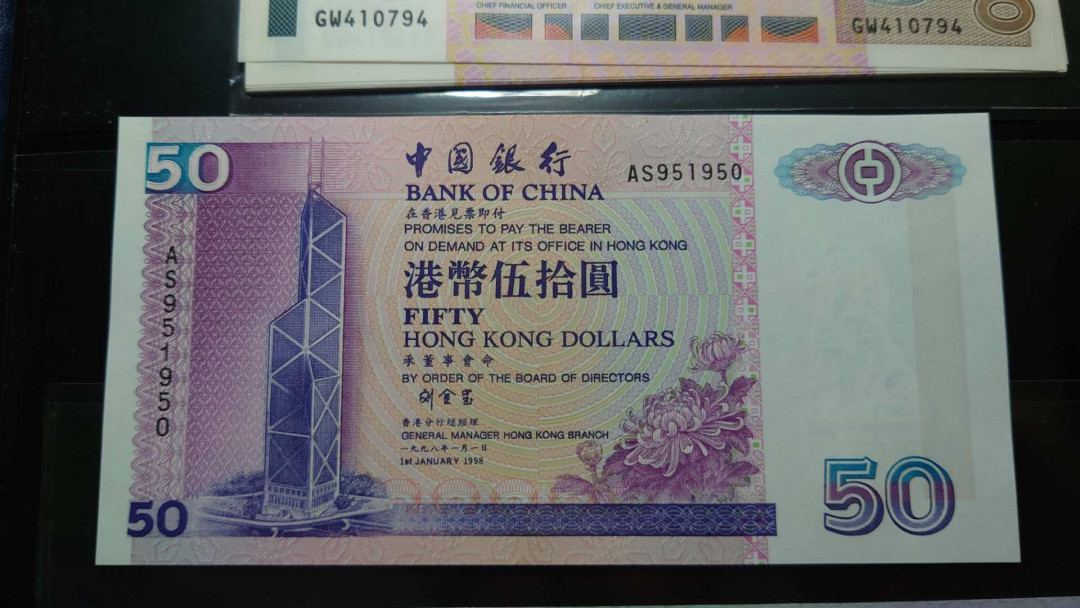 CHIEF FINANCIAL OFFICER
CHIEF EXECUTIVE & GENERAL MANAGER
GW410794
GW410794
50
中國銀行
AS951950
BANK OF CHINA
在香港見票即付
PROMISES TO PAY THE BEARER
ON DEMAND AT ITS OFFICE IN HONG KONG
港幣伍拾圓
AS951950
FIFTY
HONG KONG DOLLARS
承董事會命
BY ORDER OF THE BOARD OF DIRECTORS
刘金宝
香港分行總經理
GENERAL MANAGER HONG KONG BRANCH
一九九八年一月一日
1st JANUARY 1998
50
50